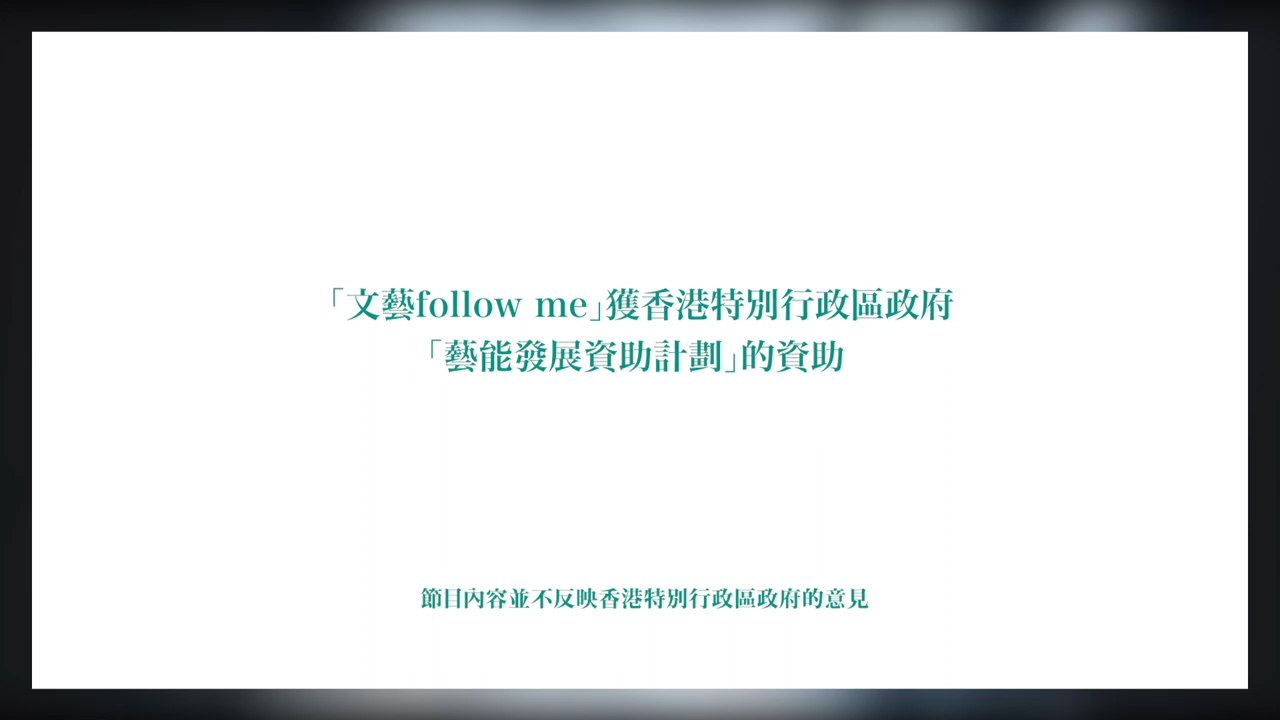 「文藝follow me」獲香港特別行政區政府
「藝能發展資助計劃」的資助
節目內容並不反映香港特別行政區政府的意見